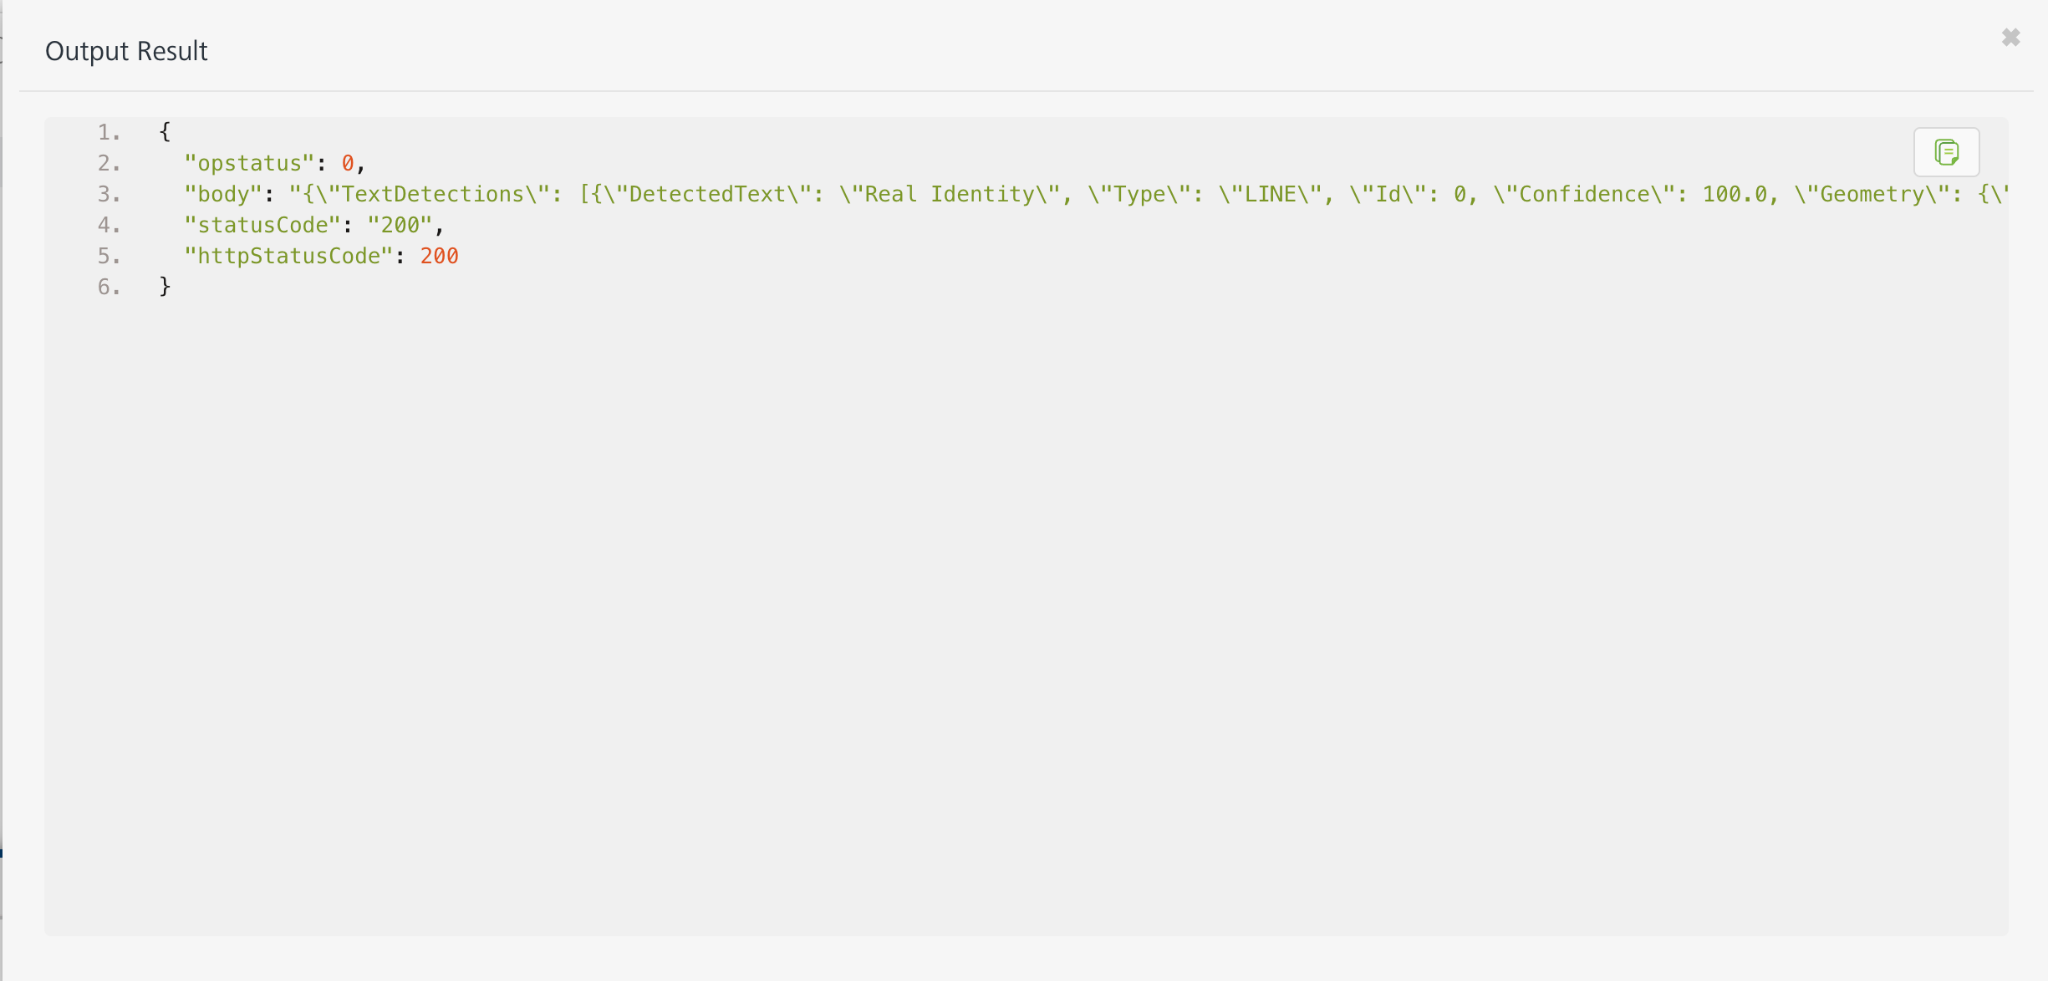 Output Result
1. {
2. "opstatus": 0,
3. "body": "{\"TextDetections\": [{\"DetectedText\": \"Real Identity\", \"Type\": \"LINE\", \"Id\": 0, \"Confidence\": 100.0, \"Geometry\": {\"
4. "statusCode": "200",
5. "httpStatusCode": 200
6. }